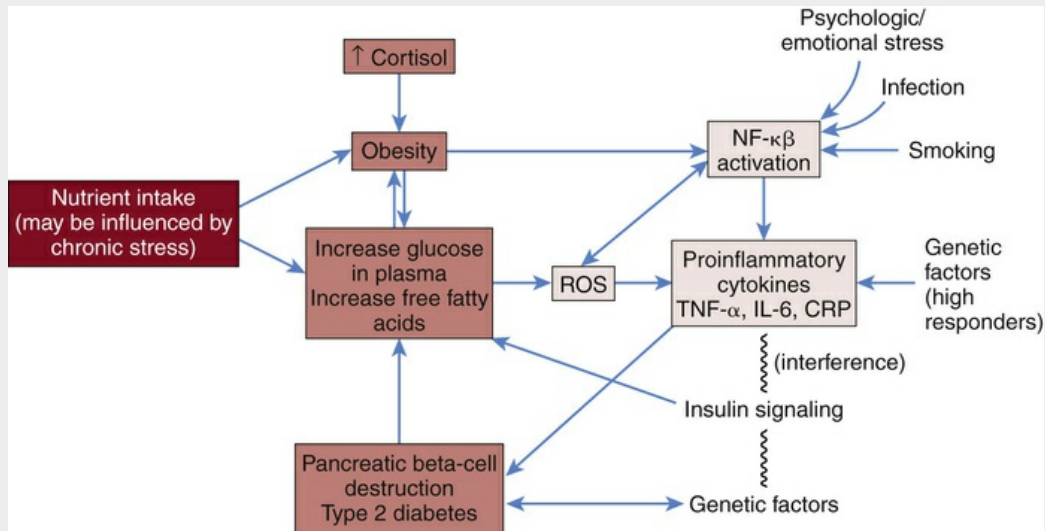 Psychologic/
emotional stress
↑ Cortisol
Infection
NF-κβ
activation
Obesity
Smoking
Nutrient intake
(may be influenced by
chronic stress)
Increase glucose
in plasma
Increase free fatty
acids
ROS
Proinflammatory
cytokines
TNF-α, IL-6, CRP
Genetic
factors
(high
responders)
(interference)
Insulin signaling
Pancreatic beta-cell
destruction
Type 2 diabetes
Genetic factors